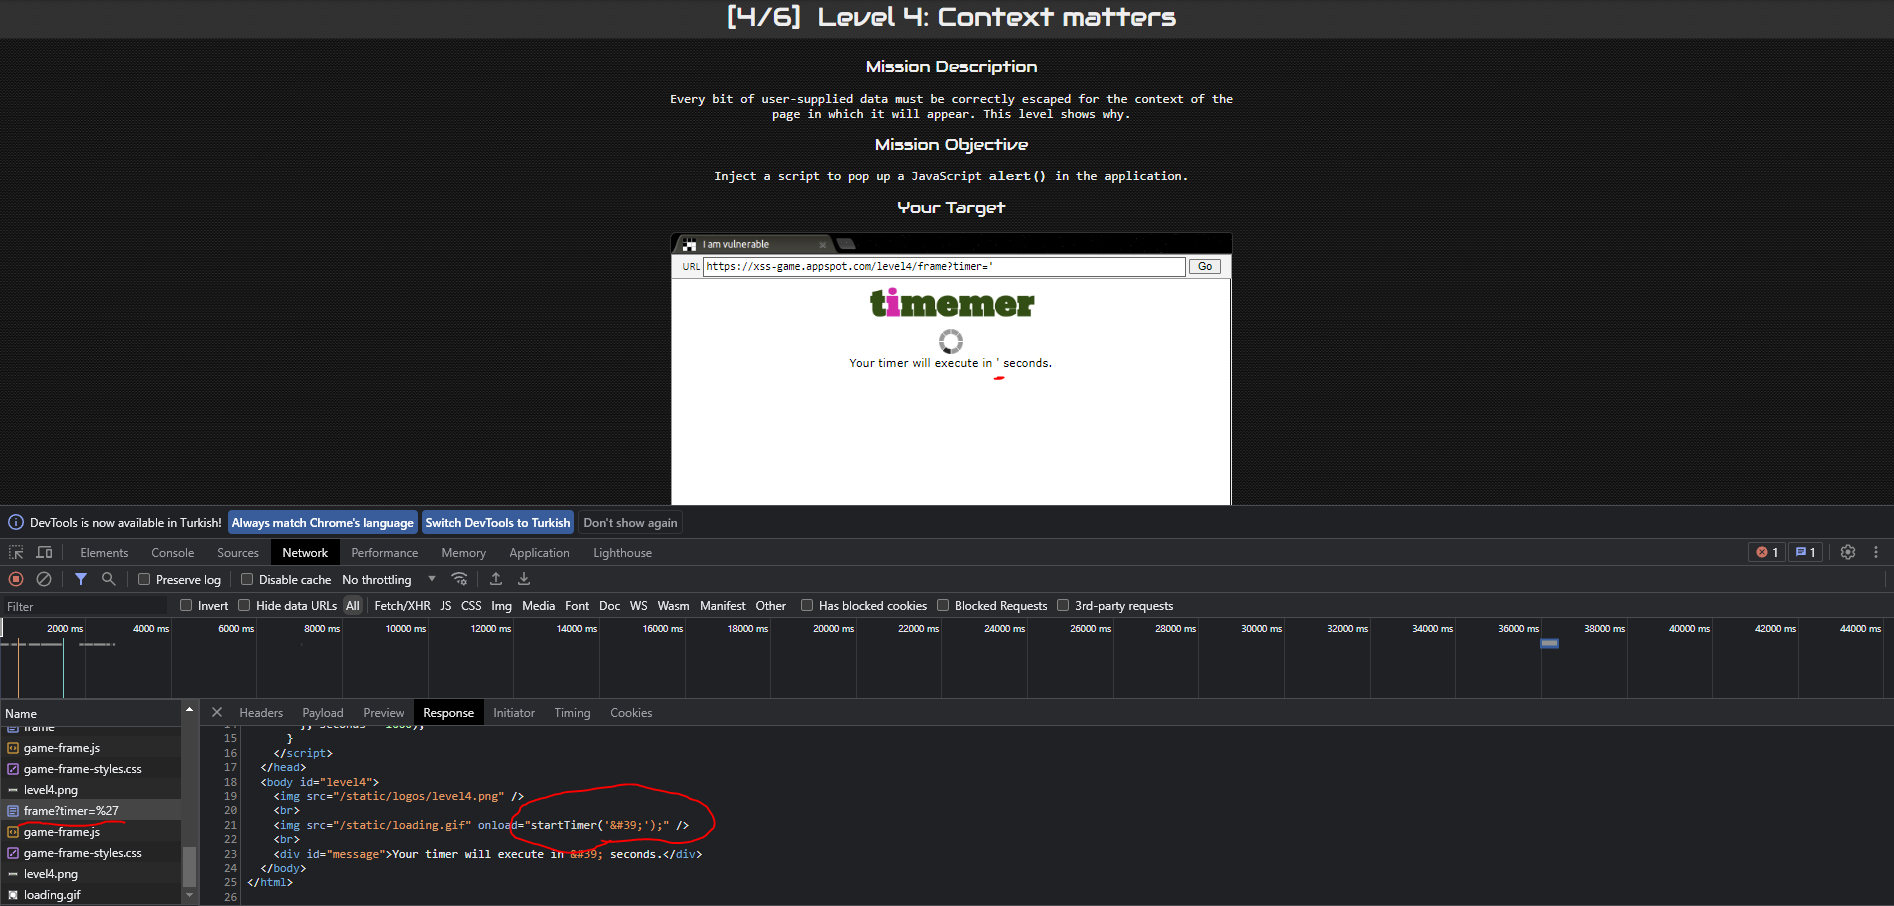 [4/6] Level 4: Context matters
Mission Description
Every bit of user-supplied data must be correctly escaped for the context of the
page in which it will appear. This level shows why.
Mission Objective
Inject a script to pop up a JavaScript alert() in the application.
Your Target
I am vulnerable
URL https://xss-game.appspot.com/level4/frame?timer=' Go
timemer
Your timer will execute in ' seconds.
DevTools is now available in Turkish! Always match Chrome's language Switch DevTools to Turkish Don't show again
Elements Console Sources Network Performance Memory Application Lighthouse 1 1
Preserve log Disable cache No throttling
Filter Invert Hide data URLs All Fetch/XHR JS CSS Img Media Font Doc WS Wasm Manifest Other Has blocked cookies Blocked Requests 3rd-party requests
2000 ms 4000 ms 6000 ms 8000 ms 10000 ms 12000 ms 14000 ms 16000 ms 18000 ms 20000 ms 22000 ms 24000 ms 26000 ms 28000 ms 30000 ms 32000 ms 34000 ms 36000 ms 38000 ms 40000 ms 42000 ms 44000 ms
Name
frame
game-frame.js
game-frame-styles.css
level4.png
frame?timer=%27
game-frame.js
game-frame-styles.css
level4.png
loading.gif
Headers Payload Preview Response Initiator Timing Cookies
15 }
16 </script>
17 </head>
18 <body id="level4">
19 <img src="/static/logos/level4.png" />
20 <br>
21 <img src="/static/loading.gif" onload="startTimer('&#39;');" />
22 <br>
23 <div id="message">Your timer will execute in &#39; seconds.</div>
24 </body>
25 </html>
26